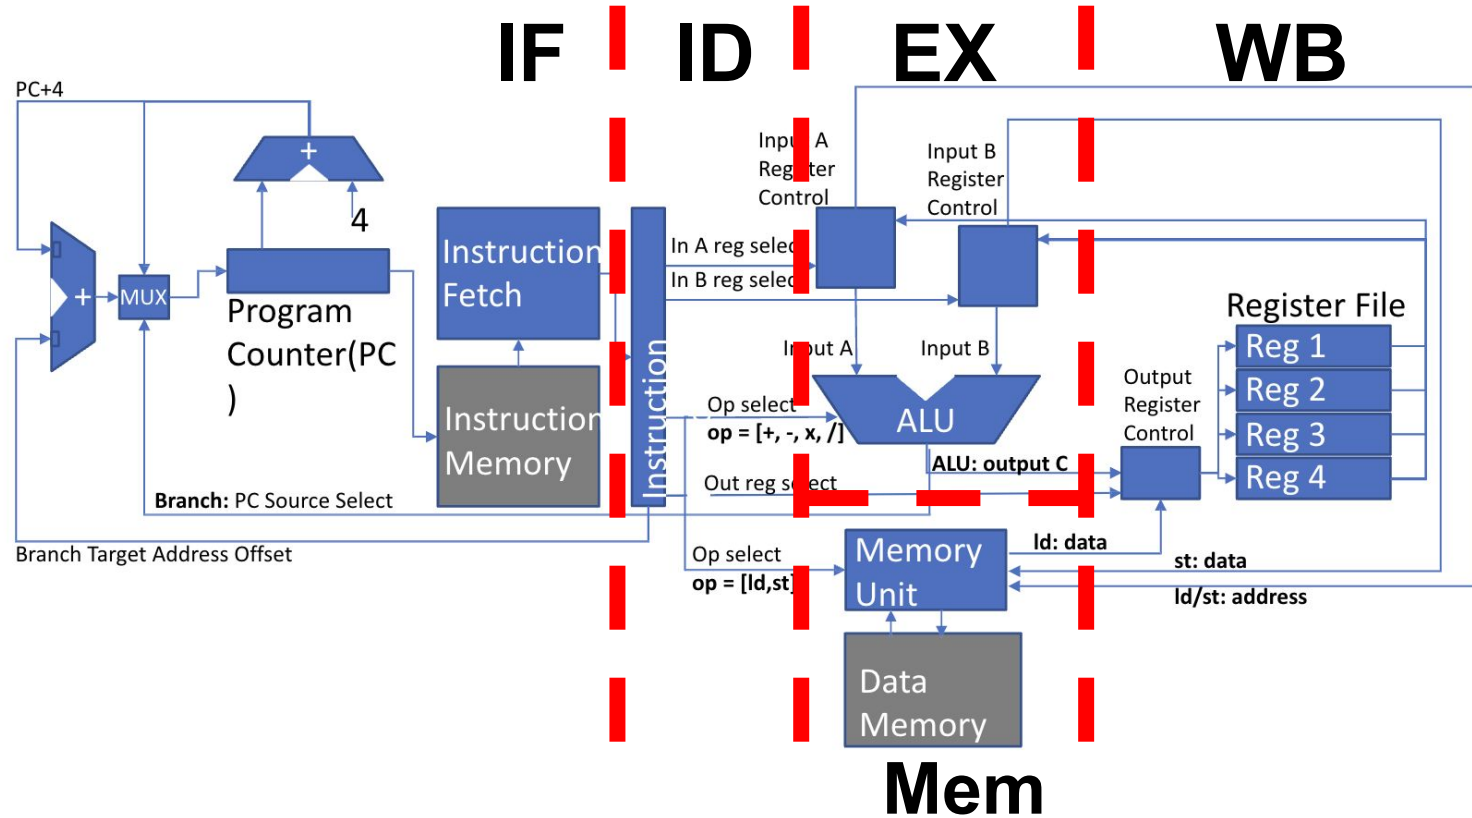 IF
ID
EX
WB
PC+4
+
4
+
MUX
Program
Counter(PC
)
Instruction
Fetch
Instruction
Memory
Branch: PC Source Select
Branch Target Address Offset
Instruction
In A reg selec
In B reg selec
Op select
op = [+, -, x, /]
Out reg select
Op select
op = [ld,st]
Input A
Register
Control
Input B
Register
Control
Input A
Input B
ALU
ALU: output C
Memory
Unit
Data
Memory
ld: data
st: data
ld/st: address
Output
Register
Control
Register File
Reg 1
Reg 2
Reg 3
Reg 4
Mem